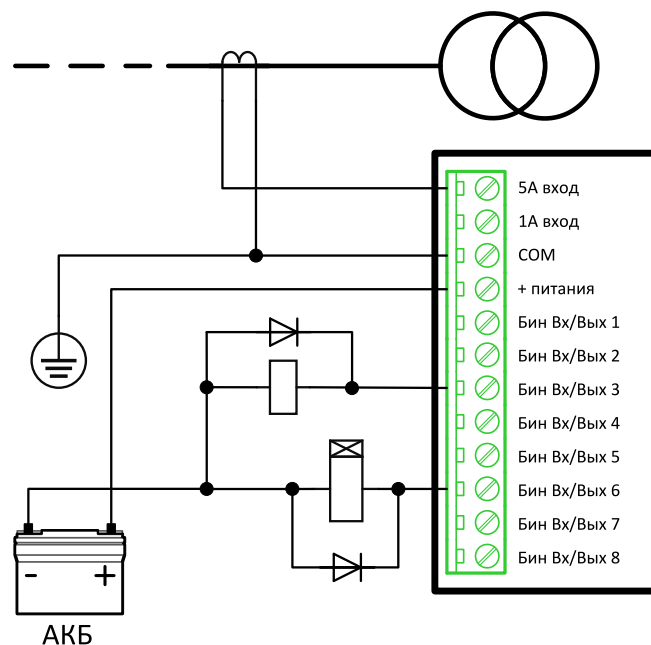 5А вход
1А вход
COM
+ питания
Бин Вх/Вых 1
Бин Вх/Вых 2
Бин Вх/Вых 3
Бин Вх/Вых 4
Бин Вх/Вых 5
Бин Вх/Вых 6
Бин Вх/Вых 7
Бин Вх/Вых 8
- +
АКБ